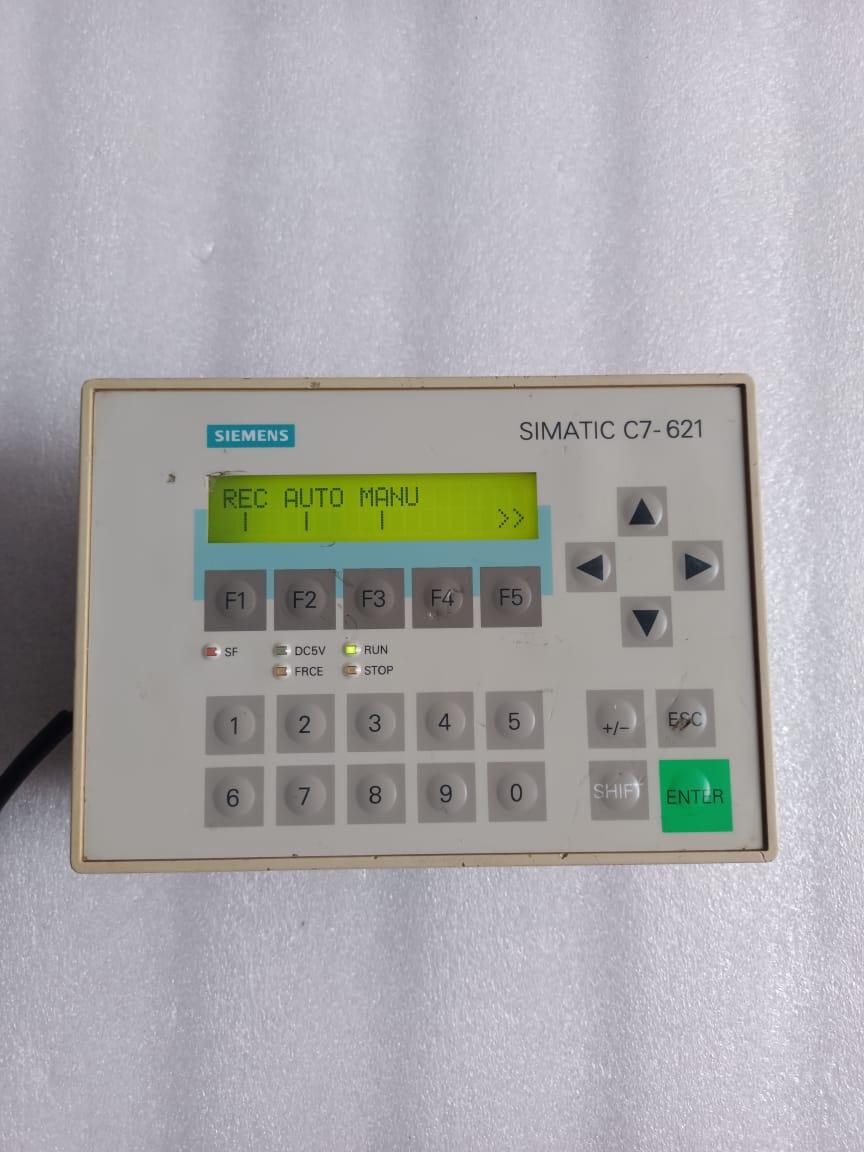 SIEMENS
SIMATIC C7-621
REC AUTO MANU
>>
F1 F2 F3 F4 F5
SF DC5V RUN
FRCE STOP
1 2 3 4 5 +/- ESC
6 7 8 9 0 SHIFT ENTER